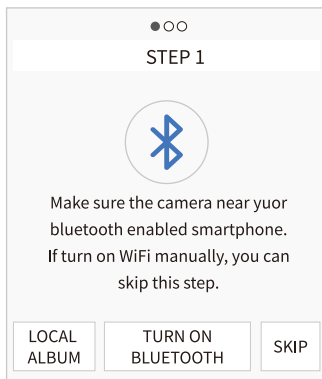 STEP 1
Make sure the camera near yuor
bluetooth enabled smartphone.
If turn on WiFi manually, you can
skip this step.
LOCAL
ALBUM
TURN ON
BLUETOOTH
SKIP